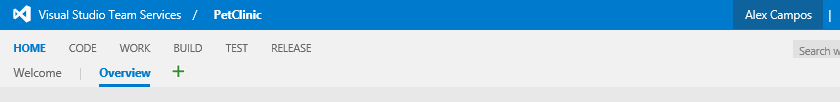 Visual Studio Team Services / PetClinic Alex Campos |
HOME CODE WORK BUILD TEST RELEASE
Search w
Welcome | Overview +